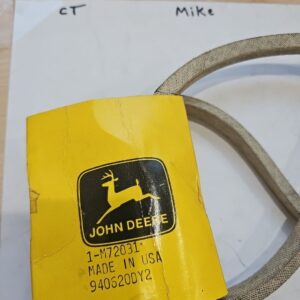 CT Mike
JOHN DEERE
1-M72031
MADE IN USA
940620DY2